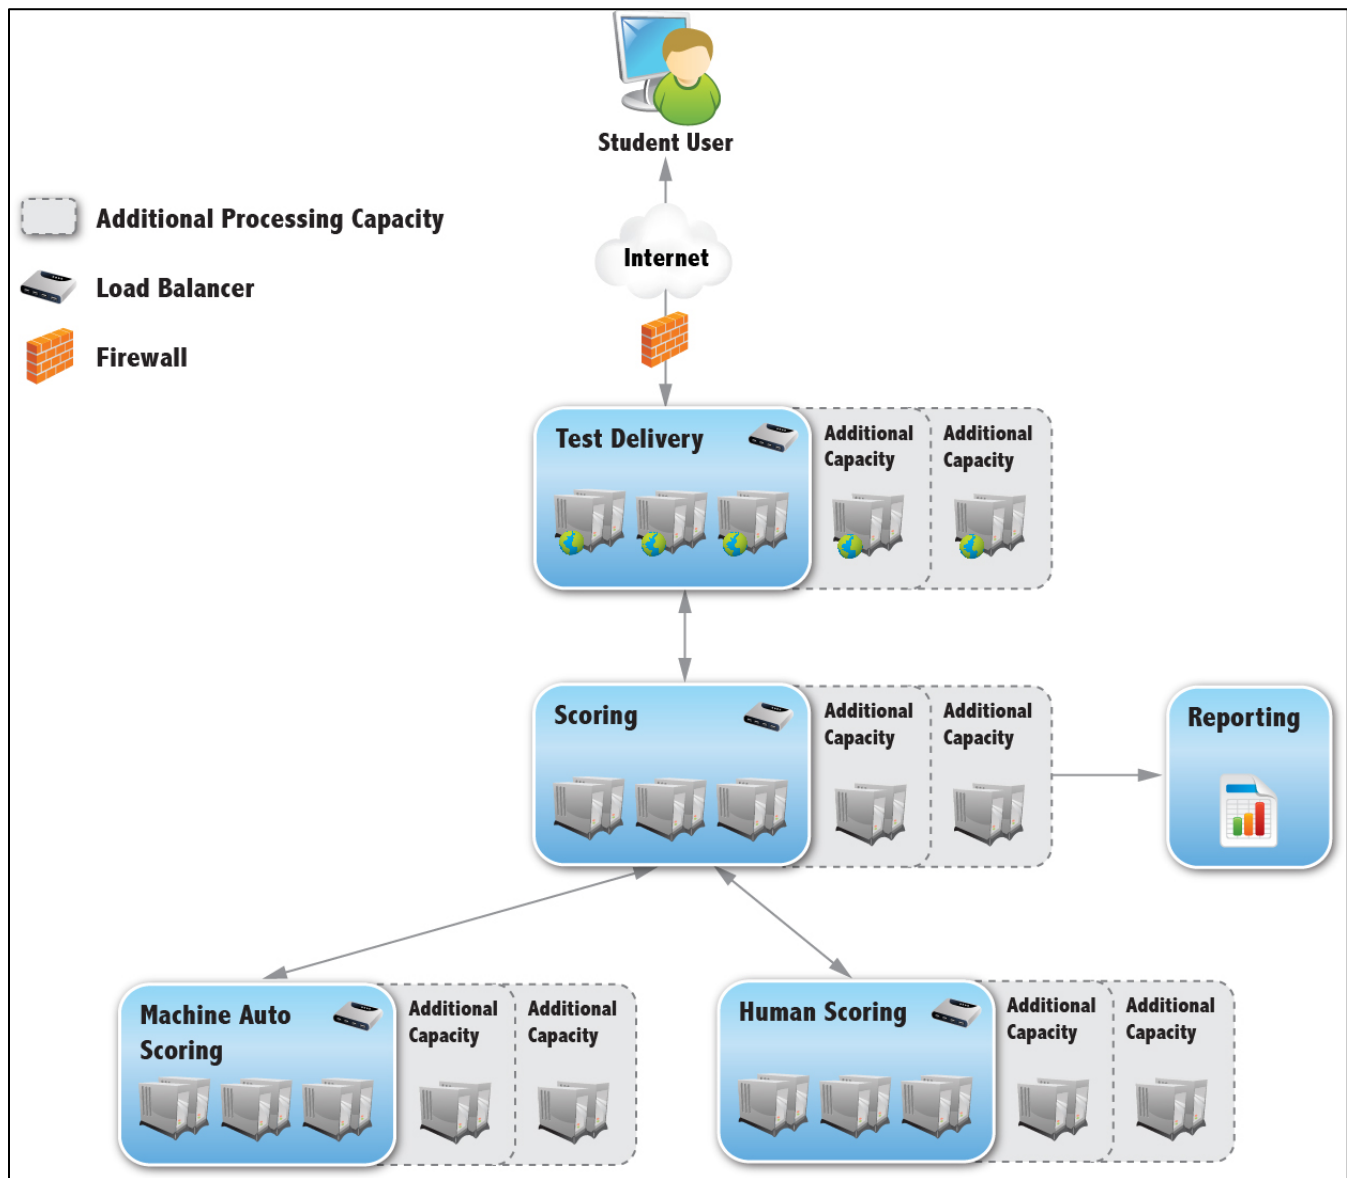 Student User
Additional Processing Capacity
Internet
Load Balancer
Firewall
Test Delivery
Additional
Capacity
Additional
Capacity
Scoring
Additional
Capacity
Additional
Capacity
Reporting
Machine Auto
Scoring
Additional
Capacity
Additional
Capacity
Human Scoring
Additional
Capacity
Additional
Capacity